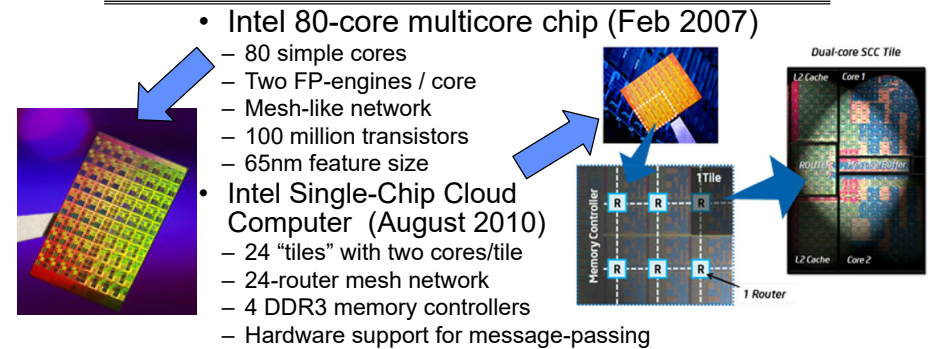 • Intel 80-core multicore chip (Feb 2007)
– 80 simple cores
– Two FP-engines / core
– Mesh-like network
– 100 million transistors
– 65nm feature size
• Intel Single-Chip Cloud
Computer (August 2010)
– 24 “tiles” with two cores/tile
– 24-router mesh network
– 4 DDR3 memory controllers
– Hardware support for message-passing
Memory Controller
1Tile
R R R
R R R
1 Router
Dual-core SCC Tile
L2 Cache Core 1
ROUTER Message Buffer
L2 Cache Core 2